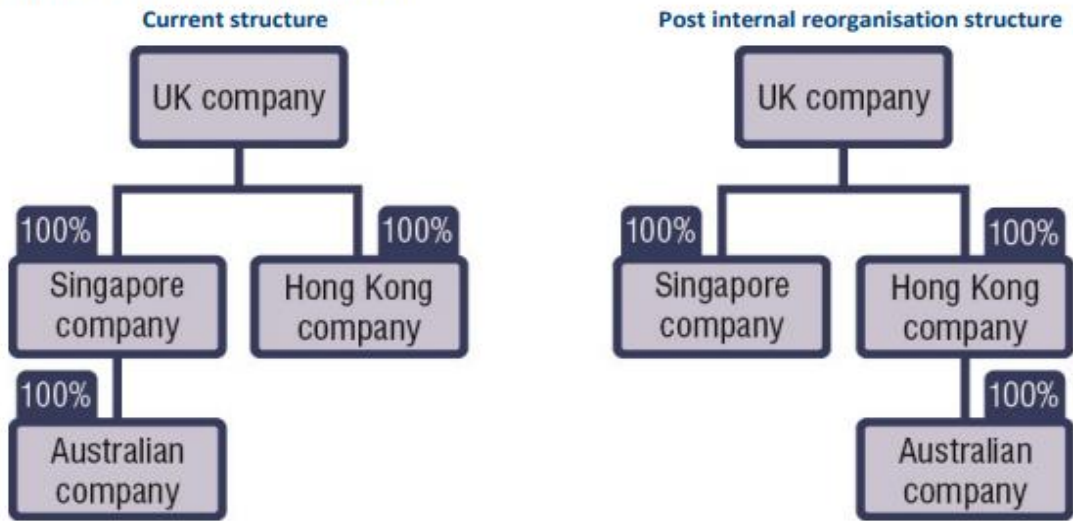 Current structure
UK company
100%
100%
Singapore
company
Hong Kong
company
100%
Australian
company
Post internal reorganisation structure
UK company
100%
100%
Singapore
company
Hong Kong
company
100%
Australian
company